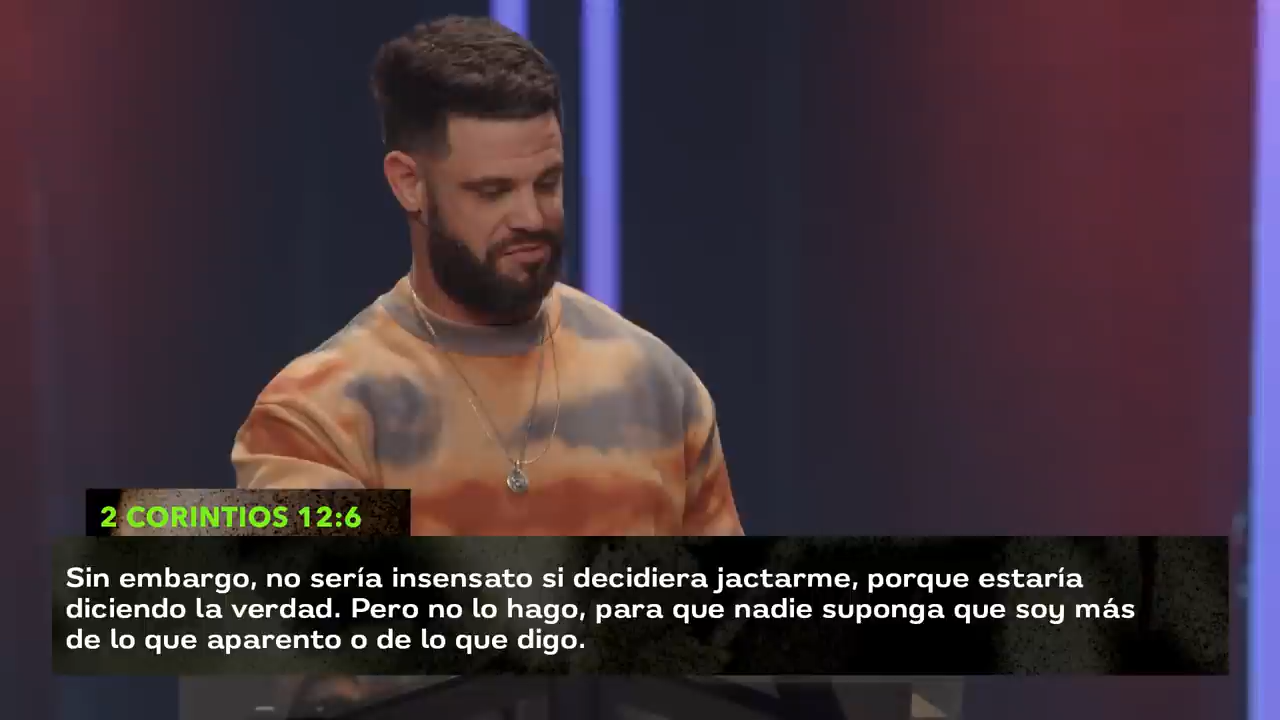 2 CORINTIOS 12:6
Sin embargo, no sería insensato si decidiera jactarme, porque estaría
diciendo la verdad. Pero no lo hago, para que nadie suponga que soy más
de lo que aparento o de lo que digo.